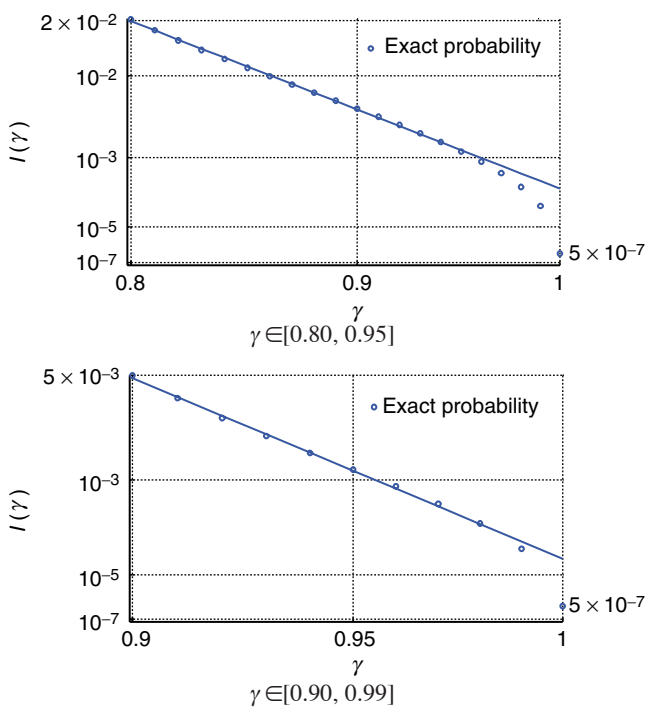 2 × 10⁻²
Exact probability
10⁻²
I(γ)
10⁻³
10⁻⁵
10⁻⁷
5 × 10⁻⁷
0.8
0.9
1
γ
γ ∈[0.80, 0.95]
5 × 10⁻³
Exact probability
10⁻³
I(γ)
10⁻⁵
10⁻⁷
5 × 10⁻⁷
0.9
0.95
1
γ
γ ∈[0.90, 0.99]